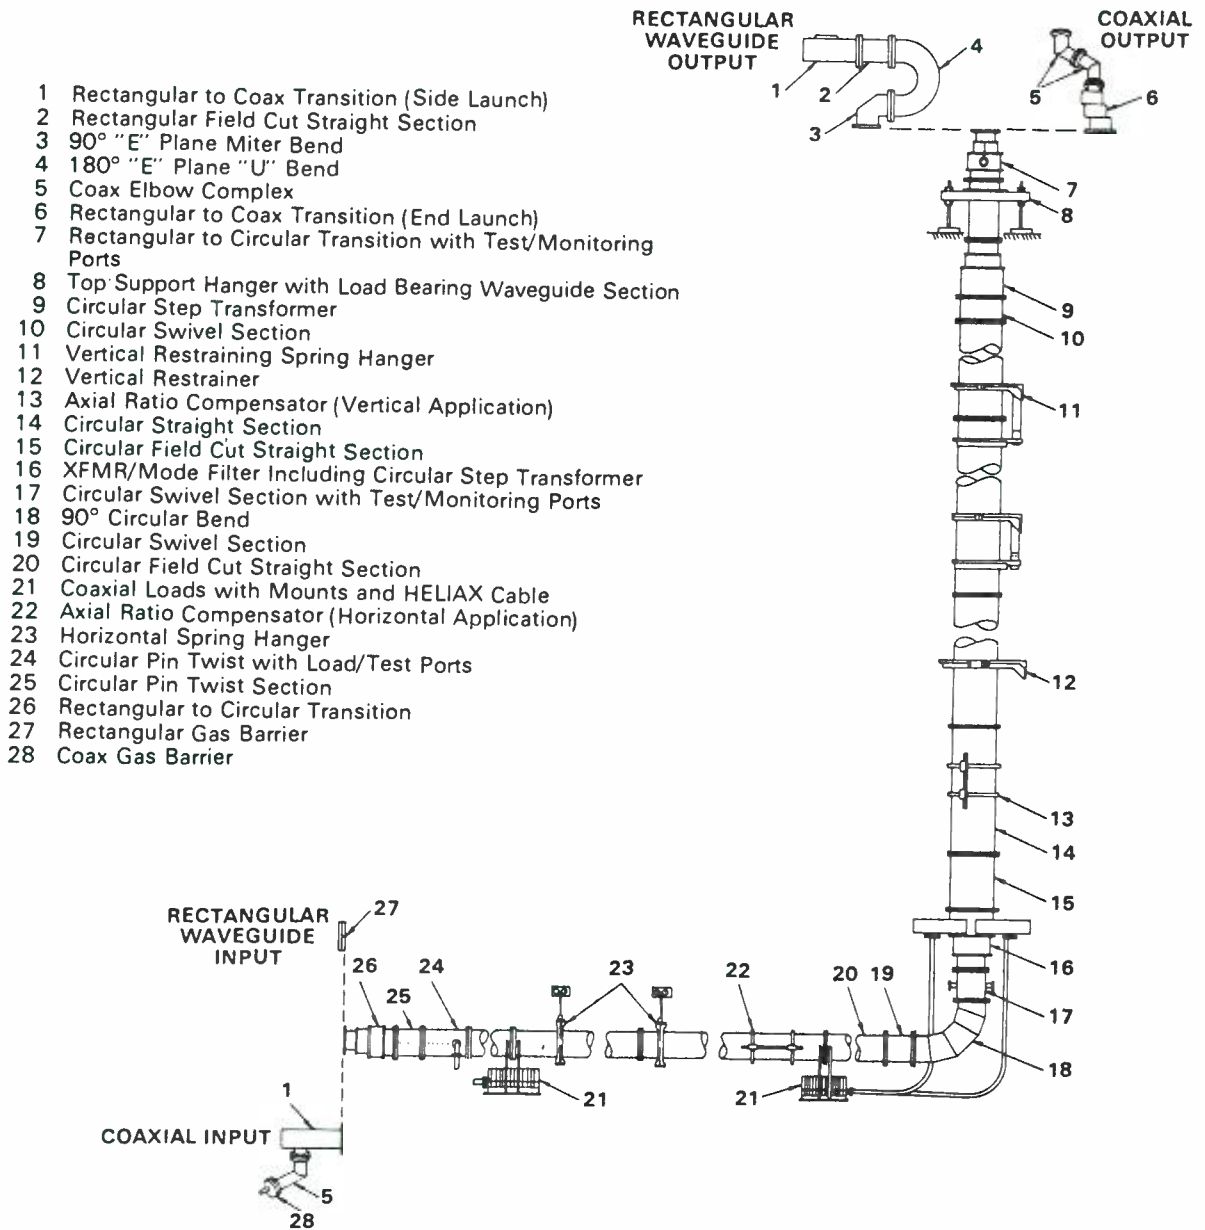 RECTANGULAR
WAVEGUIDE
OUTPUT
COAXIAL
OUTPUT
1 Rectangular to Coax Transition (Side Launch)
2 Rectangular Field Cut Straight Section
3 90° "E" Plane Miter Bend
4 180° "E" Plane "U" Bend
5 Coax Elbow Complex
6 Rectangular to Coax Transition (End Launch)
7 Rectangular to Circular Transition with Test/Monitoring
Ports
8 Top Support Hanger with Load Bearing Waveguide Section
9 Circular Step Transformer
10 Circular Swivel Section
11 Vertical Restraining Spring Hanger
12 Vertical Restrainer
13 Axial Ratio Compensator (Vertical Application)
14 Circular Straight Section
15 Circular Field Cut Straight Section
16 XFMR/Mode Filter Including Circular Step Transformer
17 Circular Swivel Section with Test/Monitoring Ports
18 90° Circular Bend
19 Circular Swivel Section
20 Circular Field Cut Straight Section
21 Coaxial Loads with Mounts and HELIAX Cable
22 Axial Ratio Compensator (Horizontal Application)
23 Horizontal Spring Hanger
24 Circular Pin Twist with Load/Test Ports
25 Circular Pin Twist Section
26 Rectangular to Circular Transition
27 Rectangular Gas Barrier
28 Coax Gas Barrier
1
2
3
4
5
6
7
8
9
10
11
12
13
14
15
16
17
18
RECTANGULAR
WAVEGUIDE
INPUT
27
26
25
24
23
22
20 19
21
21
1
COAXIAL INPUT
5
28